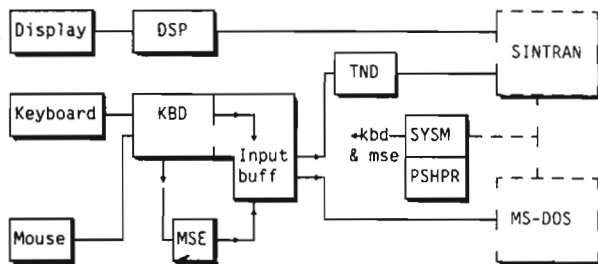 Display
DSP
SINTRAN
TND
Keyboard
KBD
Input
buff
kbd
& mse
SYSM
PSHPR
Mouse
MSE
MS-DOS